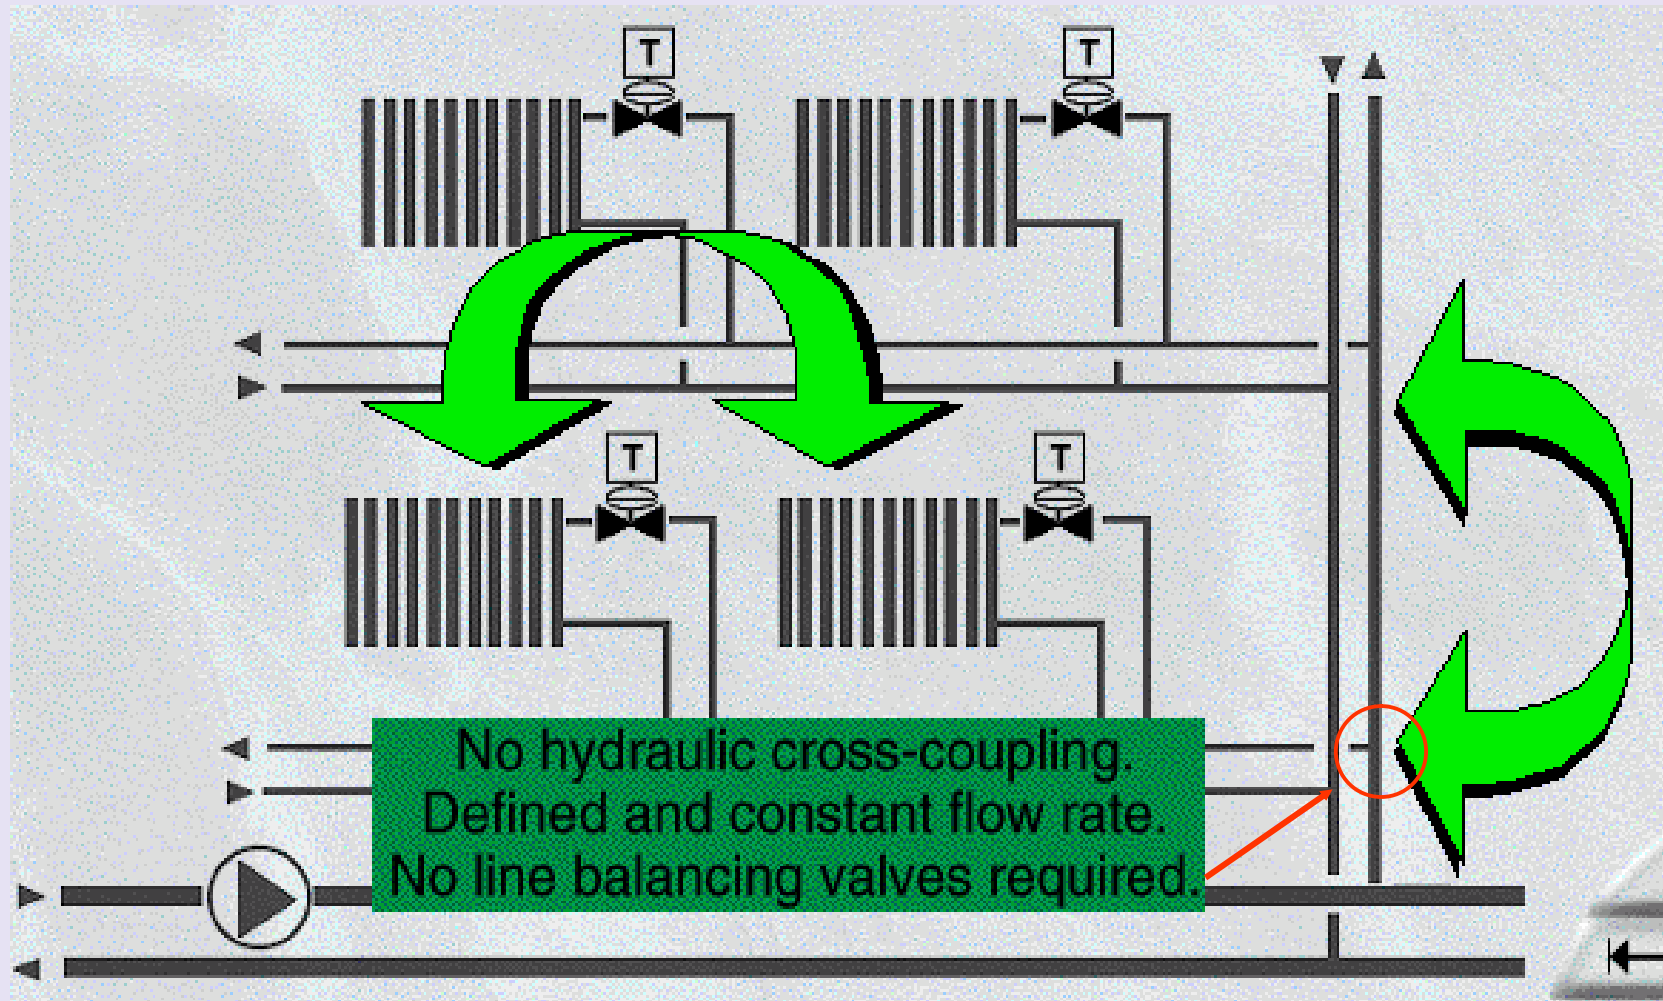 T
T
T
T
No hydraulic cross-coupling.
Defined and constant flow rate.
No line balancing valves required.